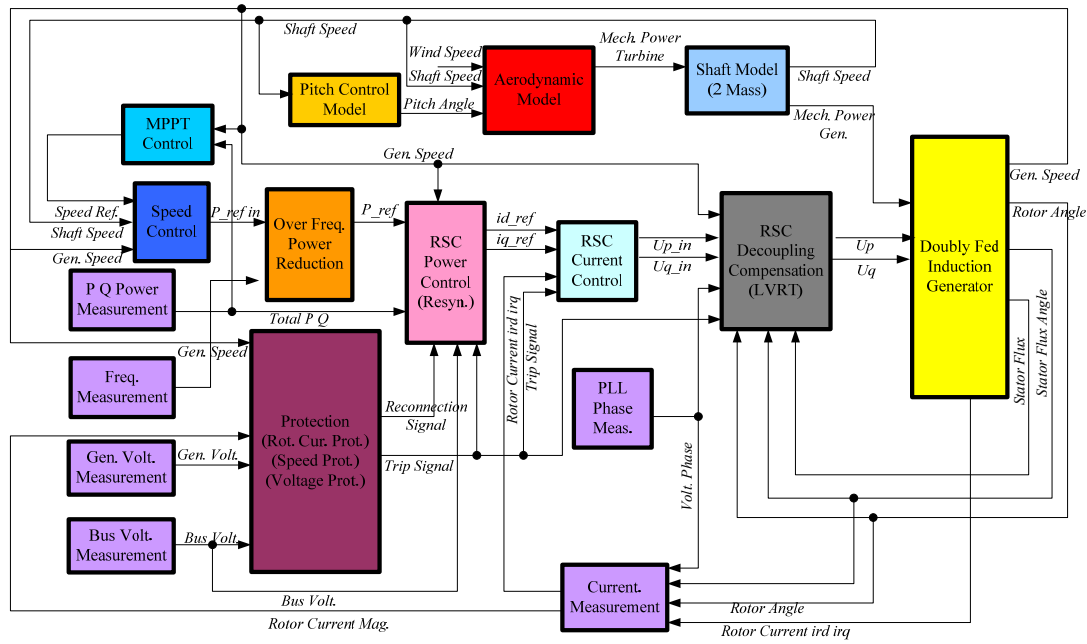 Shaft Speed
Wind Speed
Shaft Speed
Pitch Angle
Pitch Control
Model
Aerodynamic
Model
Mech. Power
Turbine
Shaft Model
(2 Mass)
Shaft Speed
Mech. Power
Gen.
MPPT
Control
Gen. Speed
Gen. Speed
Rotor Angle
Speed Ref.
Shaft Speed
Gen. Speed
Speed
Control
P_ref in
Over Freq.
Power
Reduction
P_ref
RSC
Power
Control
(Resyn.)
id_ref
iq_ref
RSC
Current
Control
Up_in
Uq_in
RSC
Decoupling
Compensation
(LVRT)
Up
Uq
Doubly Fed
Induction
Generator
P Q Power
Measurement
Total P Q
Gen. Speed
Freq.
Measurement
Protection
(Rot. Cur. Prot.)
(Speed Prot.)
(Voltage Prot.)
Reconnection
Signal
Trip Signal
Rotor Current ird irq
Trip Signal
PLL
Phase
Meas.
Volt. Phase
Stator Flux
Stator Flux Angle
Gen. Volt.
Measurement
Gen. Volt.
Bus Volt.
Measurement
Bus Volt.
Bus Volt.
Rotor Current Mag.
Current.
Measurement
Rotor Angle
Rotor Current ird irq